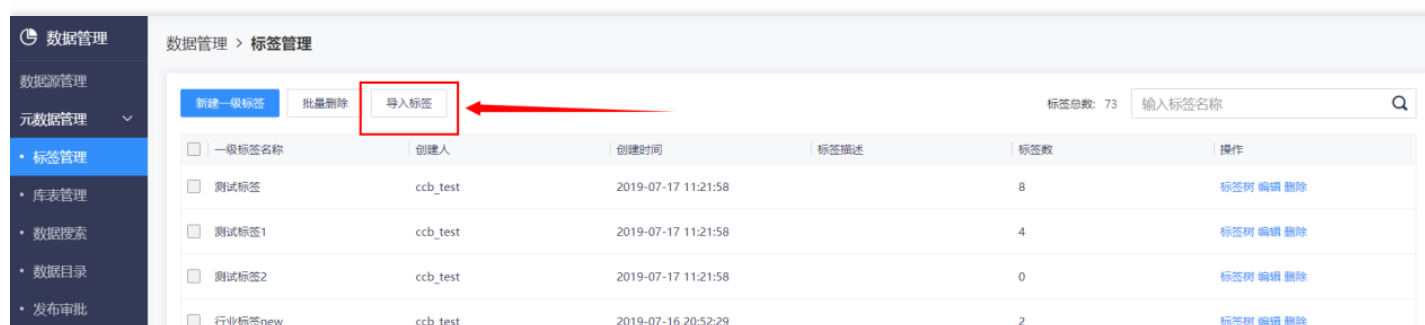 数据管理
数据管理 > 标签管理
数据源管理
新建一级标签 批量删除 导入标签 标签总数: 73 输入标签名称
元数据管理
一级标签名称 创建人 创建时间 标签描述 标签数 操作
标签管理
测试标签 ccb_test 2019-07-17 11:21:58 8 标签树 编辑 删除
库表管理
数据搜索
测试标签1 ccb_test 2019-07-17 11:21:58 4 标签树 编辑 删除
数据目录
测试标签2 ccb_test 2019-07-17 11:21:58 0 标签树 编辑 删除
发布审批
行业标签new ccb_test 2019-07-16 20:52:29 2 标签树 编辑 删除